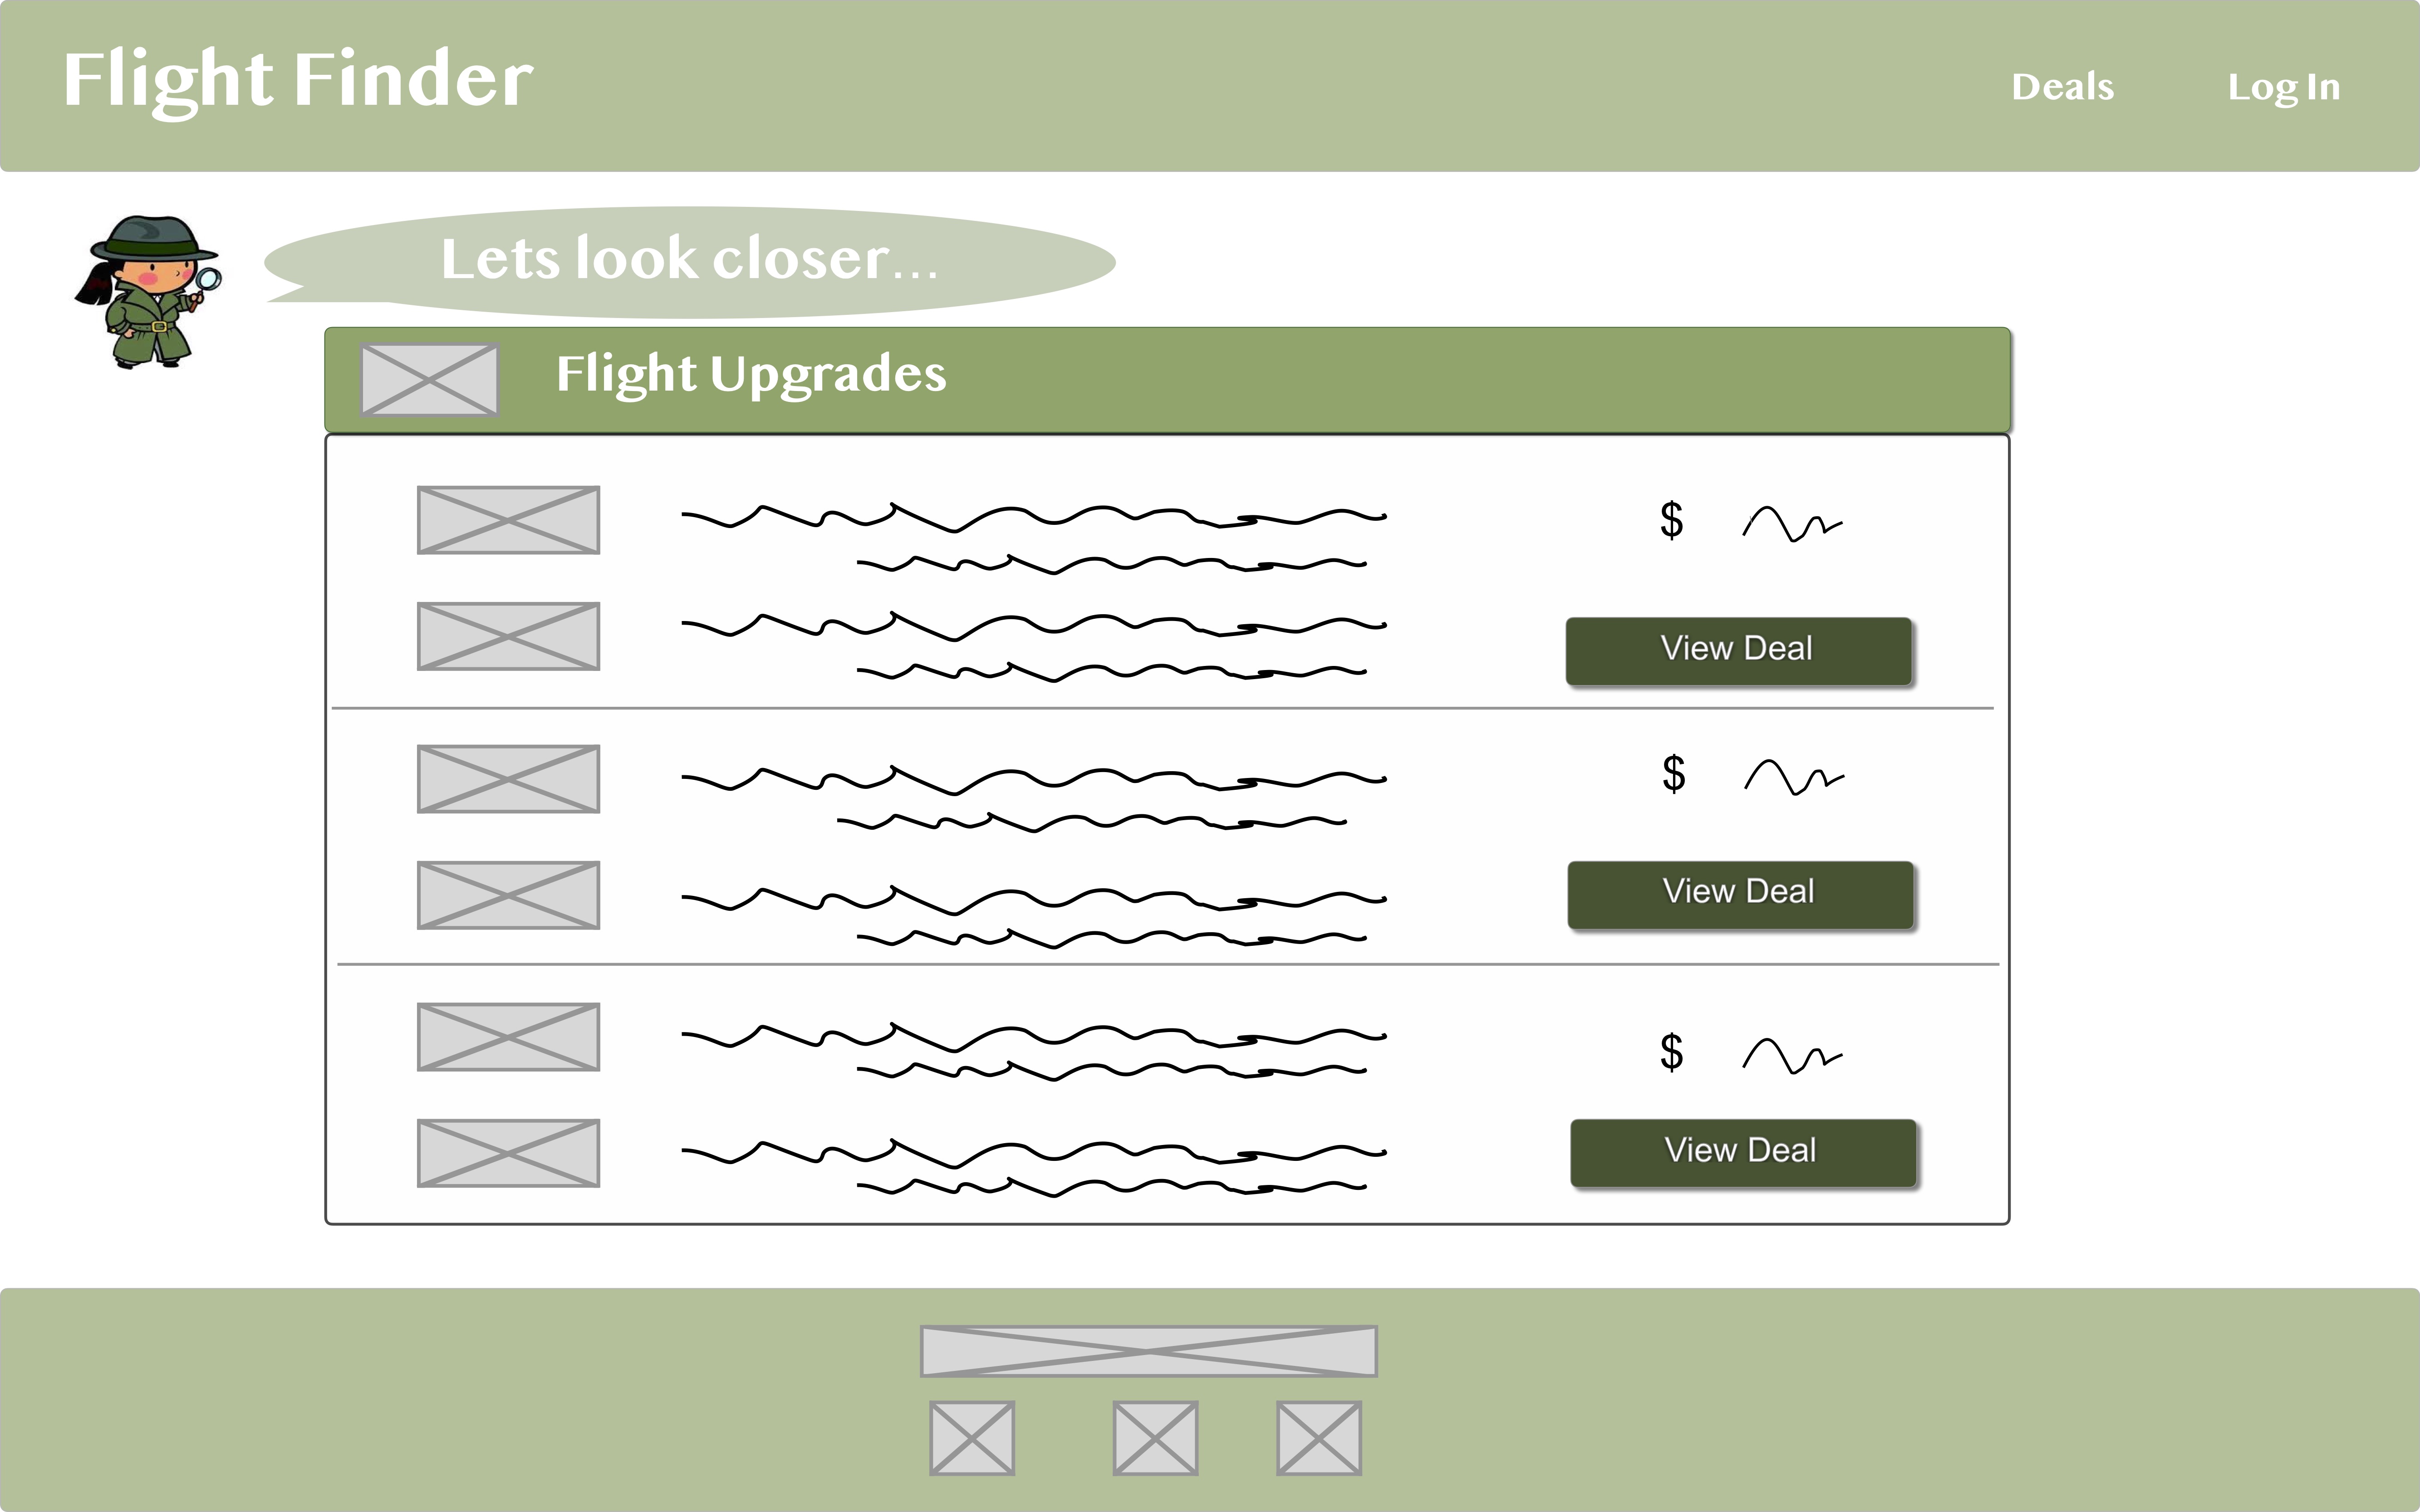 Flight Finder
Deals
Log In
Lets look closer...
Flight Upgrades
$
View Deal
$
View Deal
$
View Deal